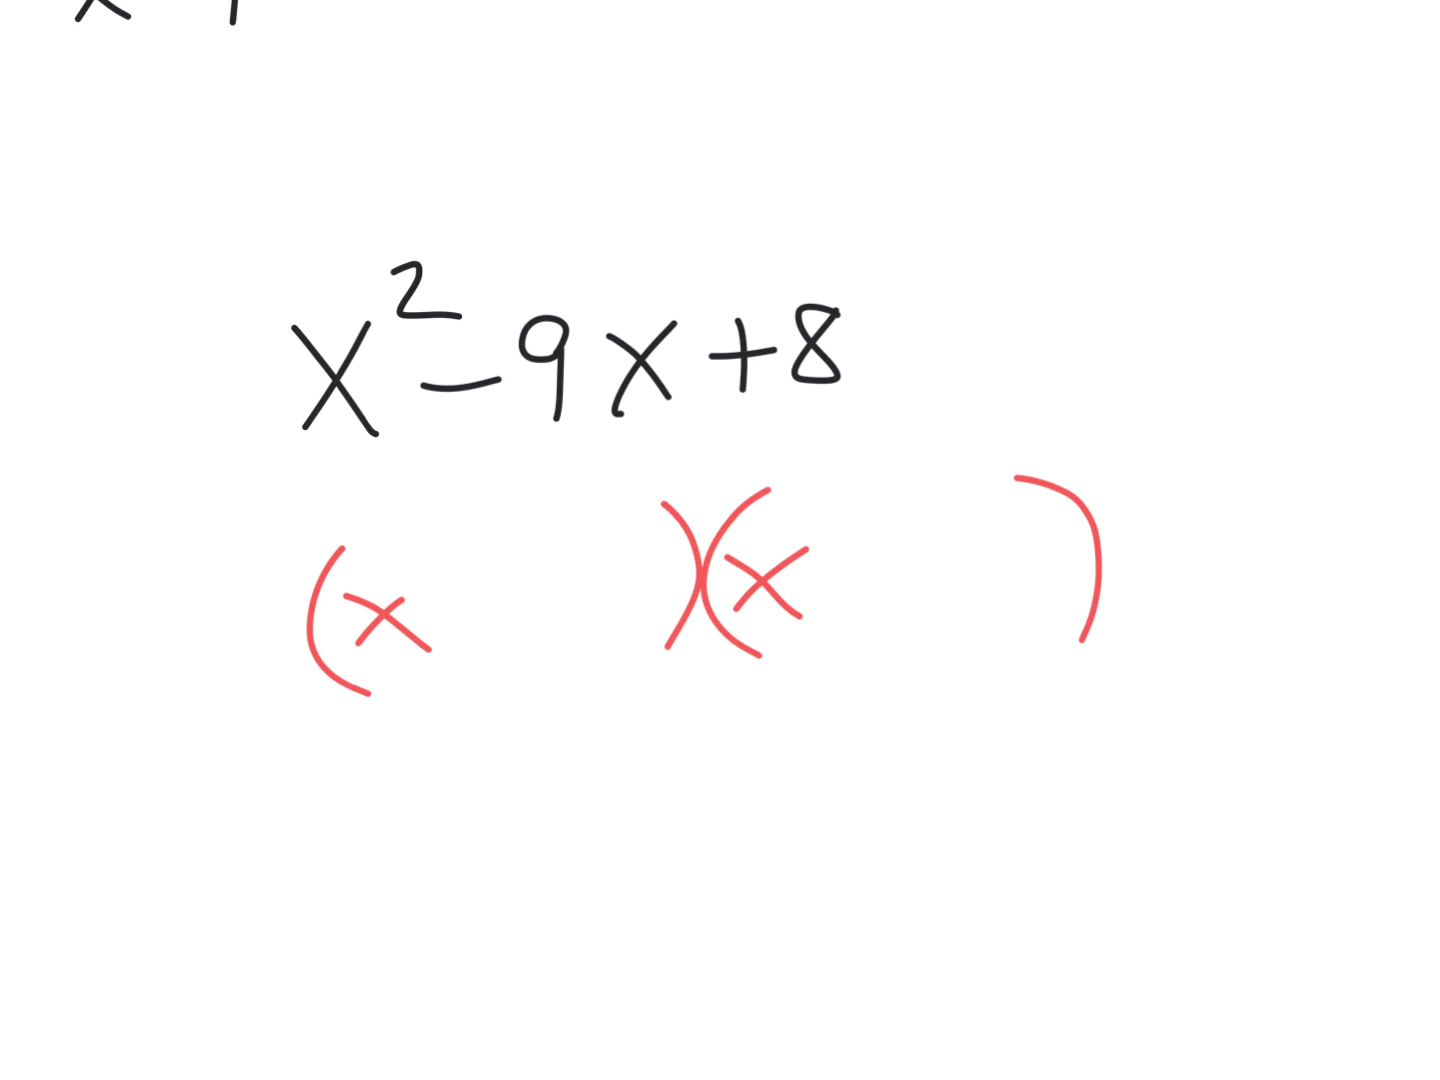 x² - 9x + 8
(x )(x )